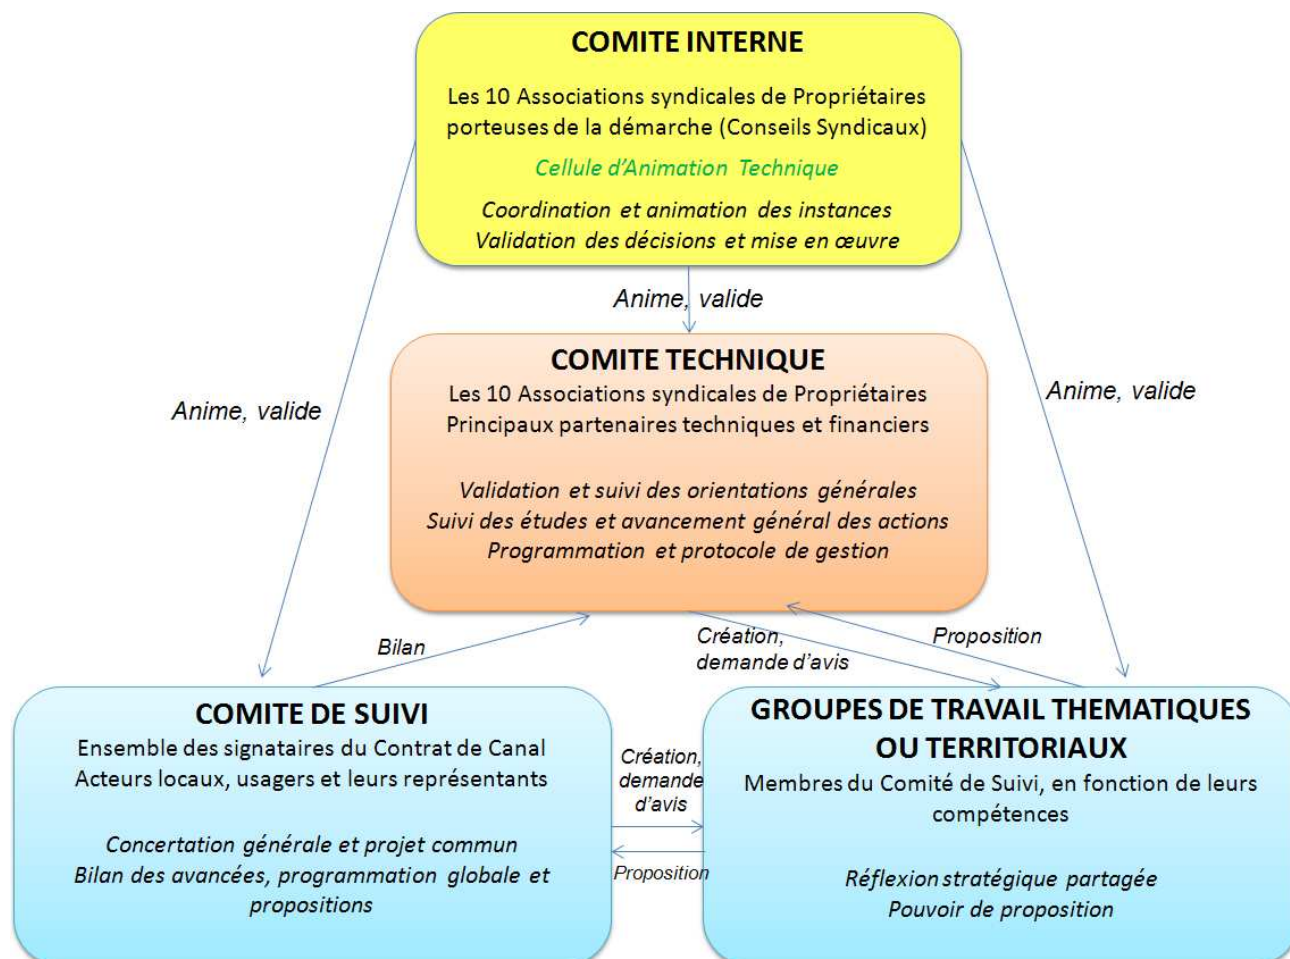 COMITE INTERNE
Les 10 Associations syndicales de Propriétaires
porteuses de la démarche (Conseils Syndicaux)
Cellule d'Animation Technique
Coordination et animation des instances
Validation des décisions et mise en œuvre
Anime, valide
Anime, valide
Anime, valide
COMITE TECHNIQUE
Les 10 Associations syndicales de Propriétaires
Principaux partenaires techniques et financiers
Validation et suivi des orientations générales
Suivi des études et avancement général des actions
Programmation et protocole de gestion
Bilan
Création,
demande d'avis
Proposition
COMITE DE SUIVI
Ensemble des signataires du Contrat de Canal
Acteurs locaux, usagers et leurs représentants
Concertation générale et projet commun
Bilan des avancées, programmation globale et
propositions
Création,
demande
d'avis
Proposition
GROUPES DE TRAVAIL THEMATIQUES
OU TERRITORIAUX
Membres du Comité de Suivi, en fonction de leurs
compétences
Réflexion stratégique partagée
Pouvoir de proposition